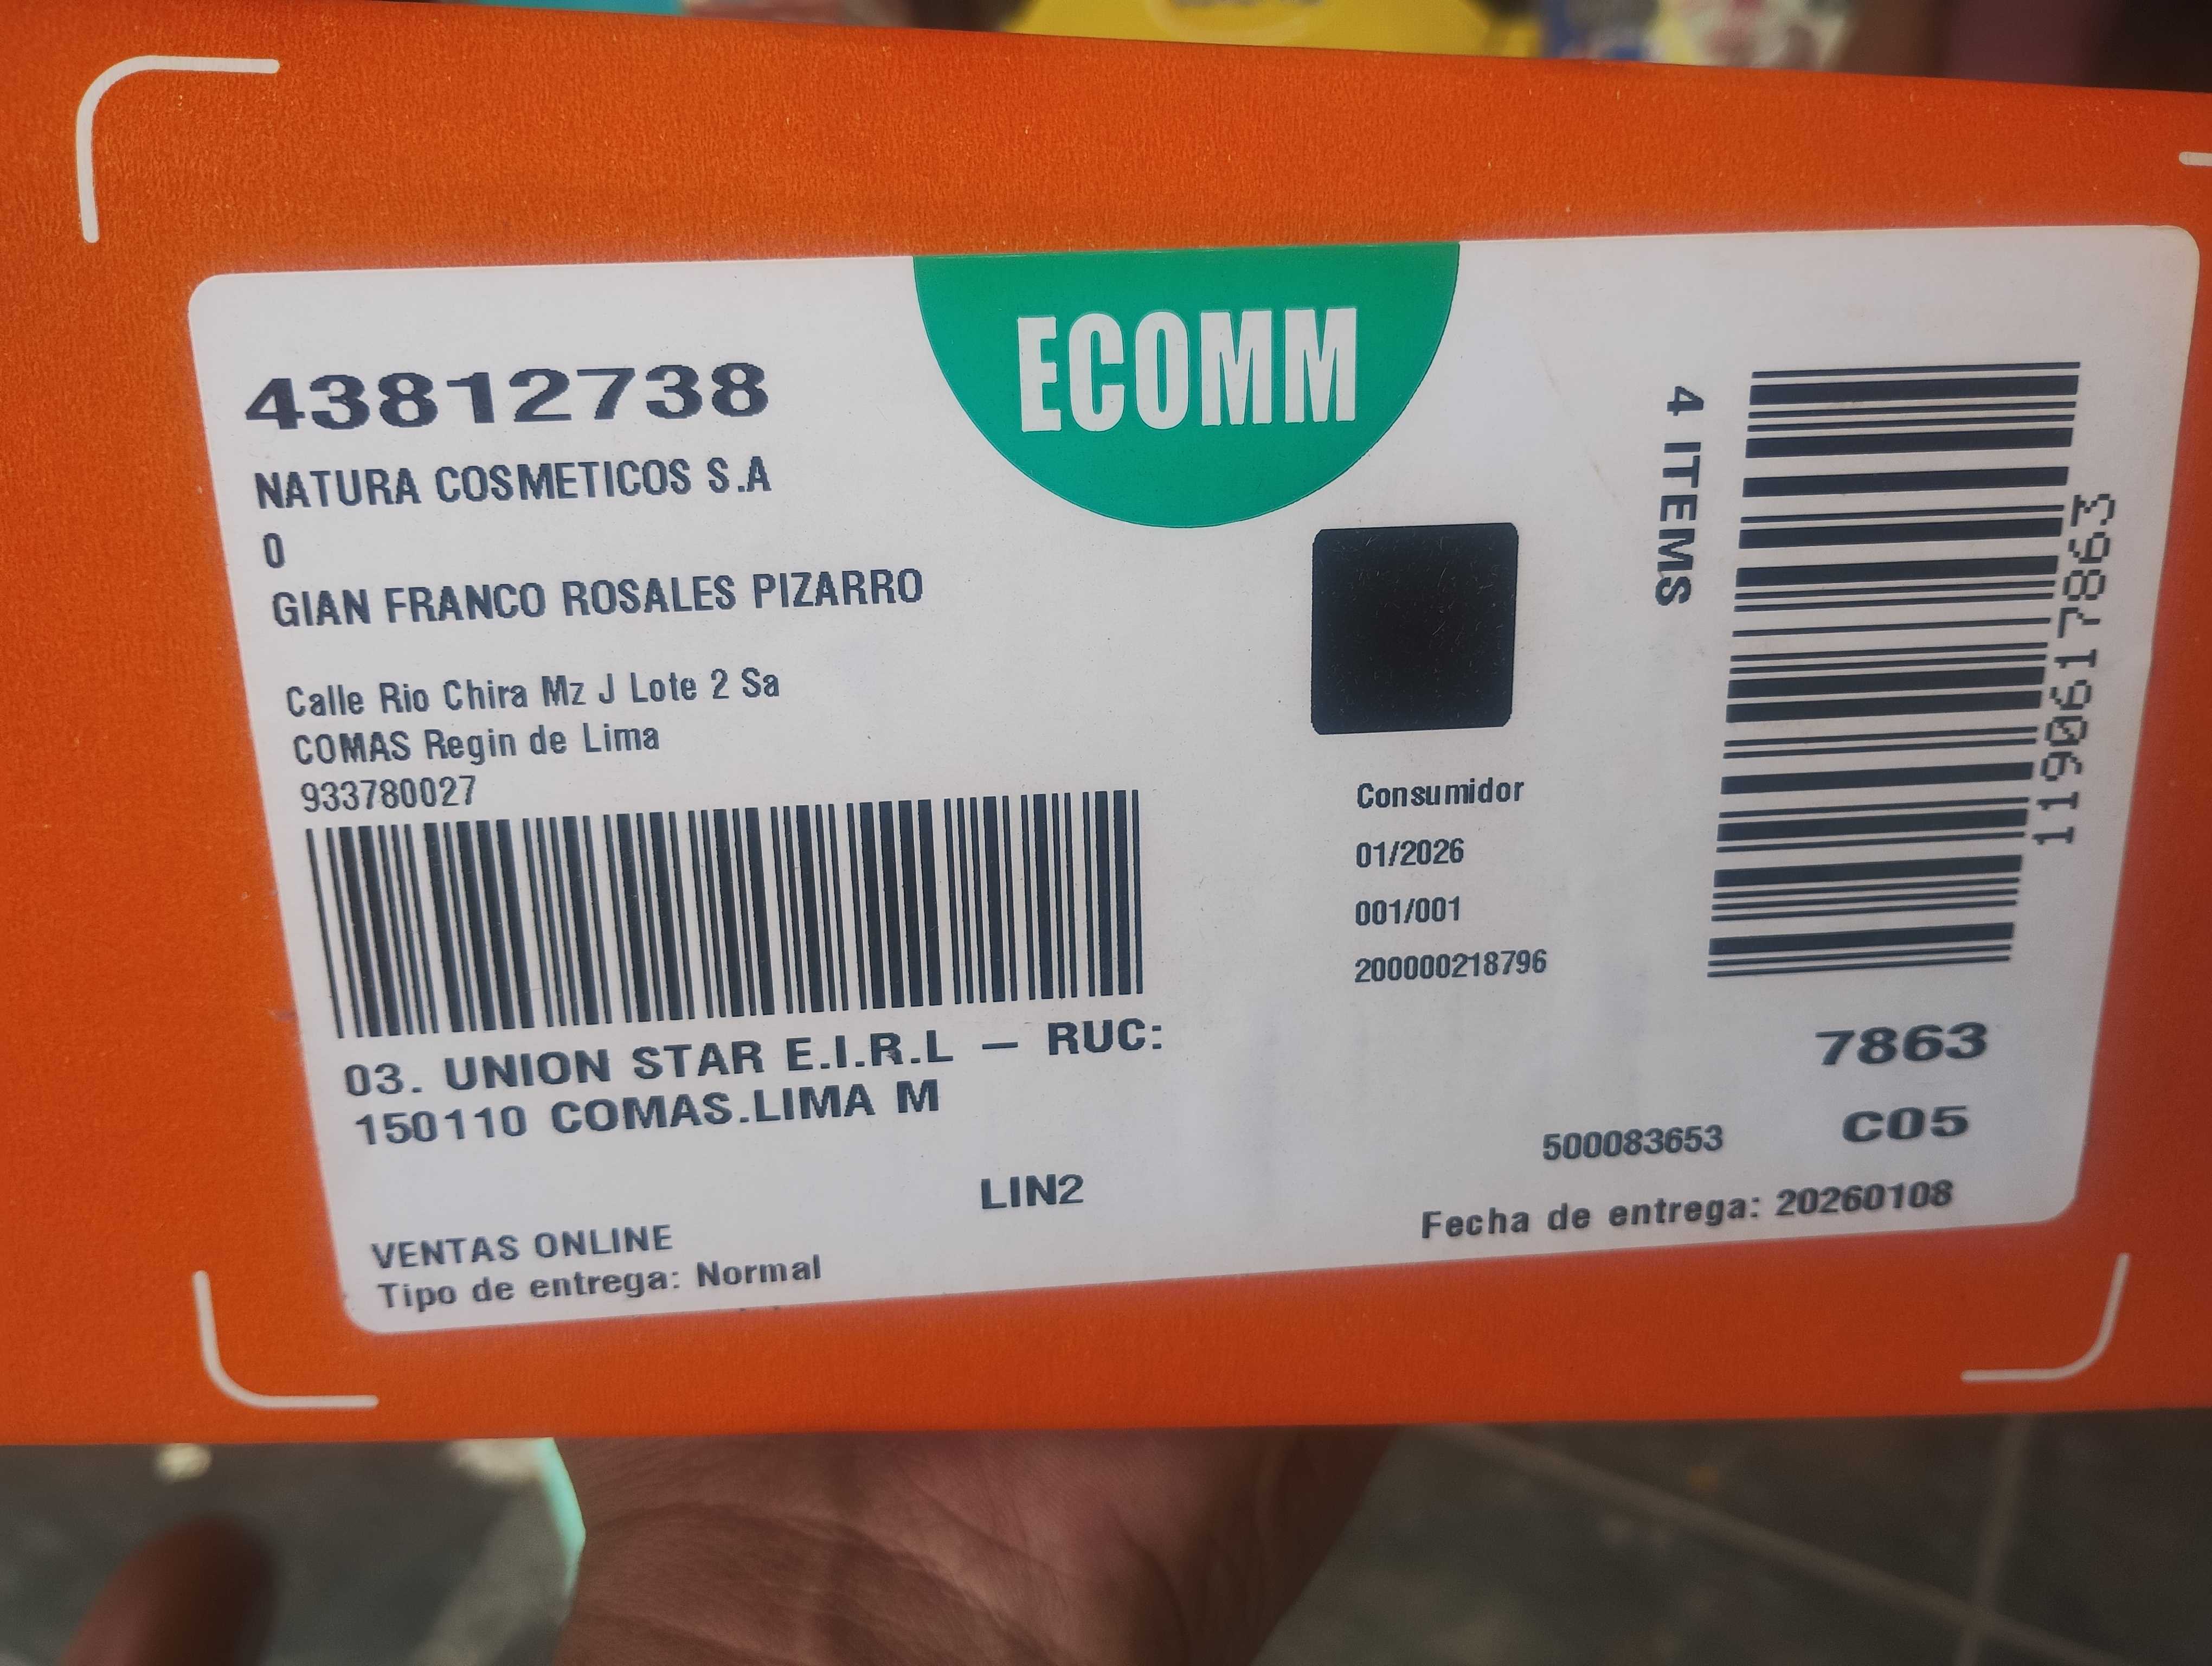 ECOMM
43812738
NATURA COSMETICOS S.A
0
GIAN FRANCO ROSALES PIZARRO
Calle Rio Chira Mz J Lote 2 Sa
COMAS Regin de Lima
933780027
03. UNION STAR E.I.R.L – RUC:
150110 COMAS.LIMA M
LIN2
VENTAS ONLINE
Tipo de entrega: Normal
Consumidor
01/2026
001/001
200000218796
4 ITEMS
1190617863
7863
500083653 C05
Fecha de entrega: 20260108